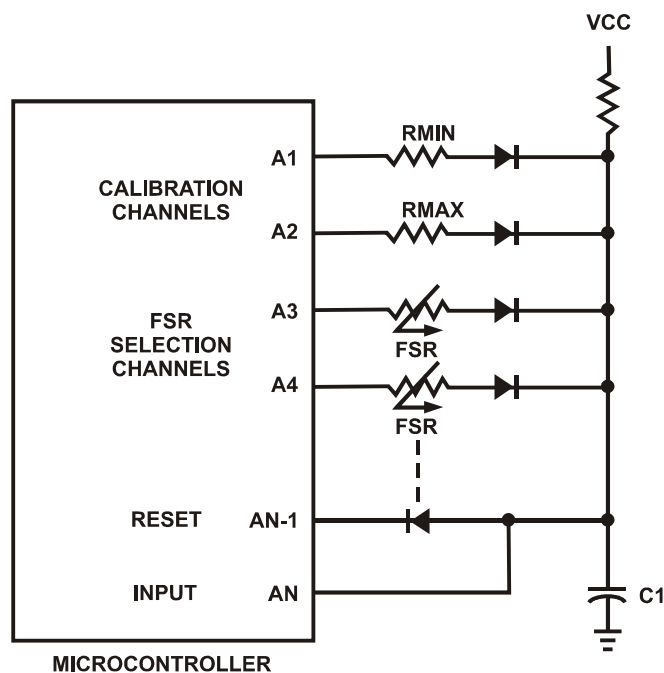 VCC
A1
RMIN
CALIBRATION
CHANNELS
A2
RMAX
A3
FSR
FSR
SELECTION
CHANNELS
A4
FSR
RESET
AN-1
INPUT
AN
C1
MICROCONTROLLER